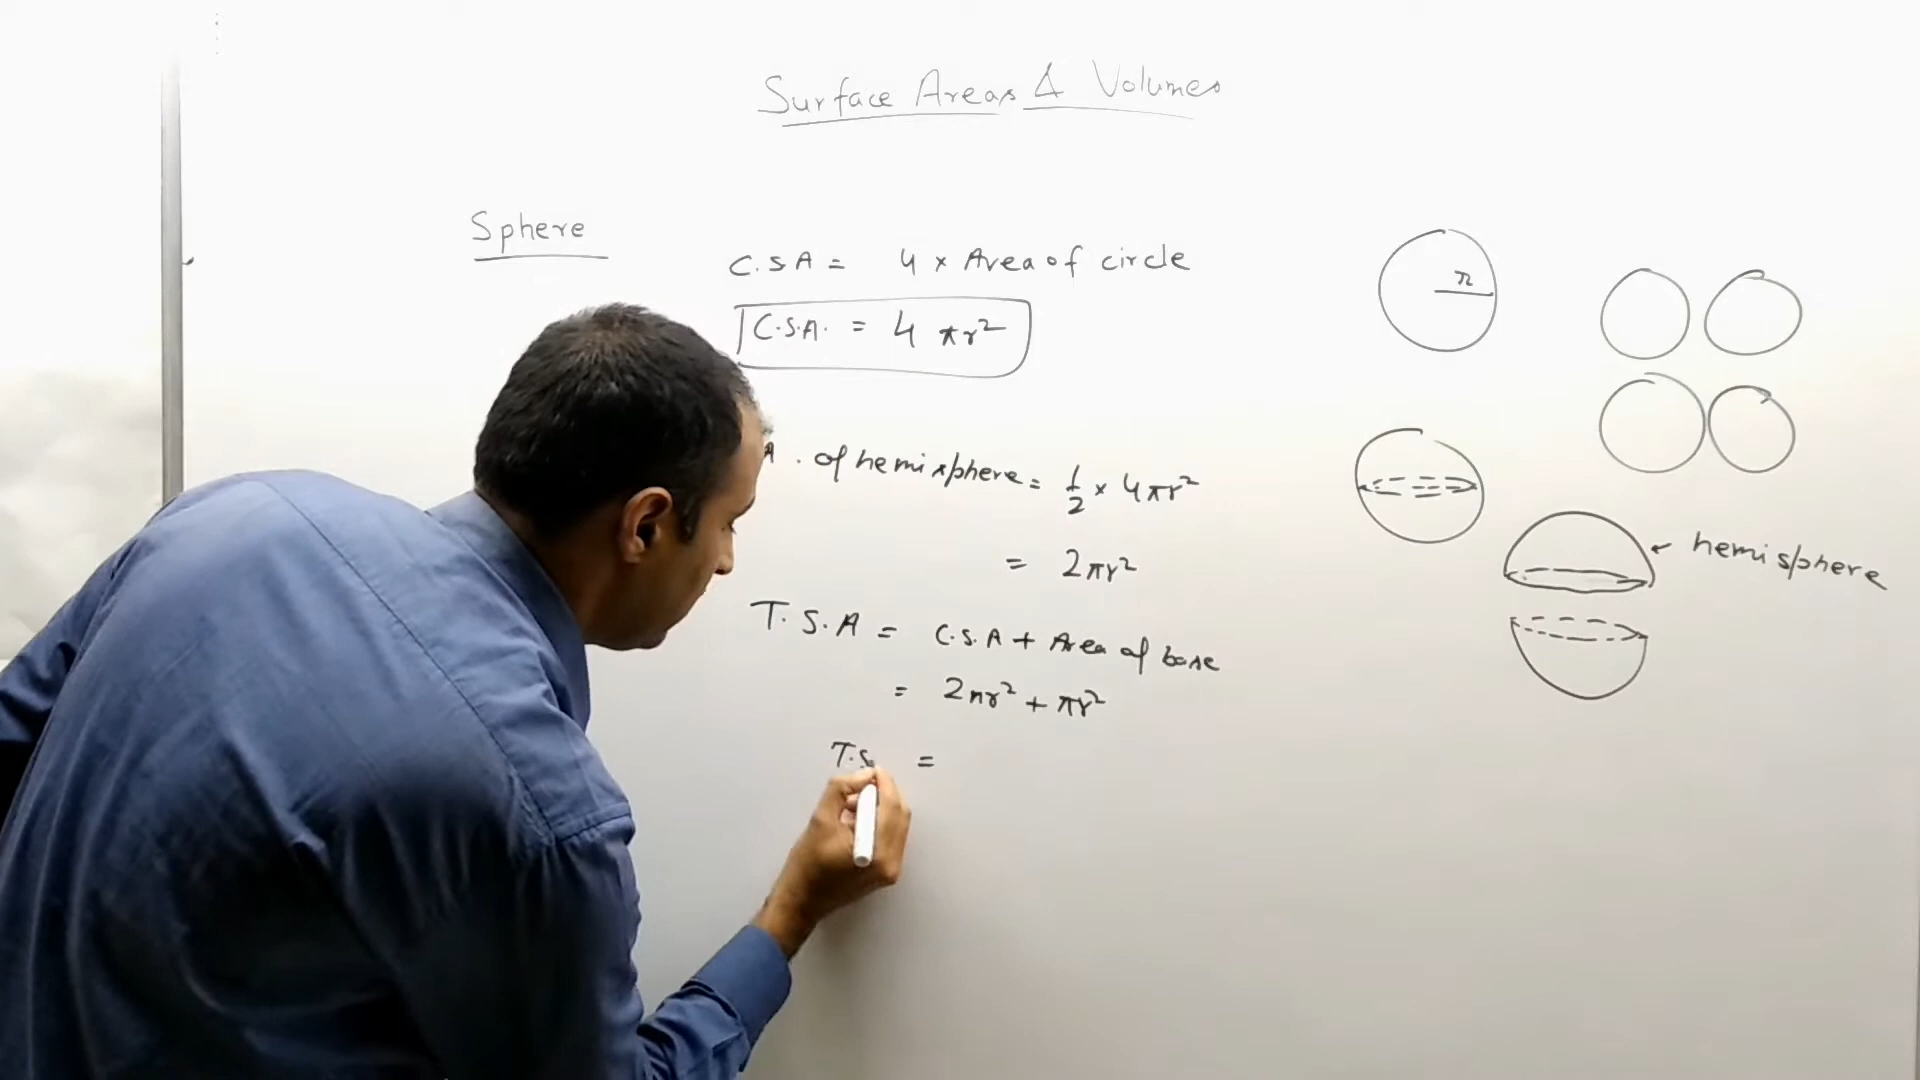 Surface Areas & Volumes
Sphere
C.S.A = 4 × Area of circle
C.S.A. = 4 πr²
r
A. of hemisphere = 1/2 × 4πr²
= 2πr²
hemisphere
T.S.A = C.S.A + Area of base
= 2πr² + πr²
T.S =